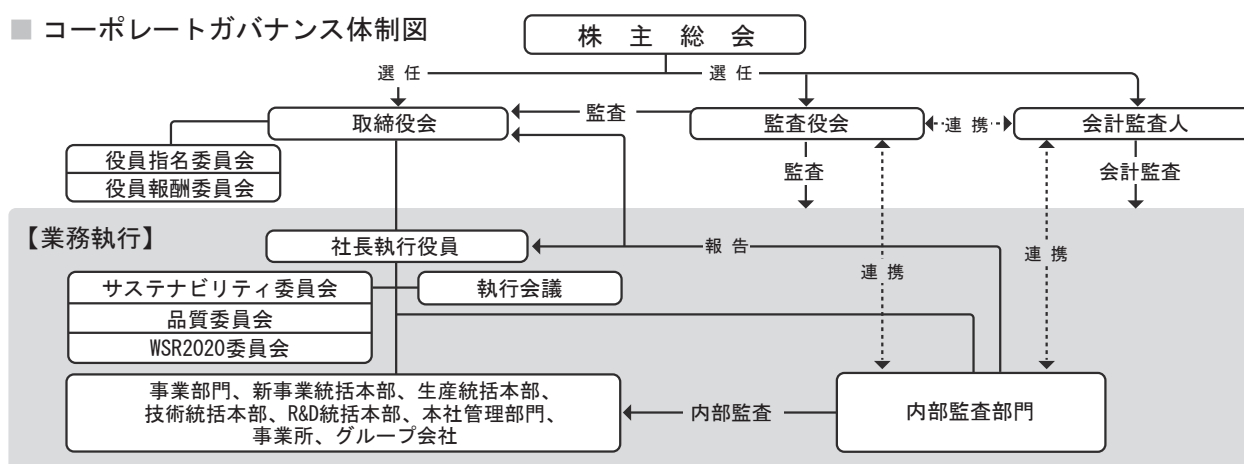 コーポレートガバナンス体制図
株主総会
選任
選任
取締役会
監査
監査役会
連携
会計監査人
役員指名委員会
役員報酬委員会
監査
会計監査
【業務執行】
社長執行役員
報告
連携
連携
サステナビリティ委員会
執行会議
品質委員会
WSR2020委員会
事業部門、新事業統括本部、生産統括本部、
技術統括本部、R&D統括本部、本社管理部門、
事業所、グループ会社
内部監査
内部監査部門